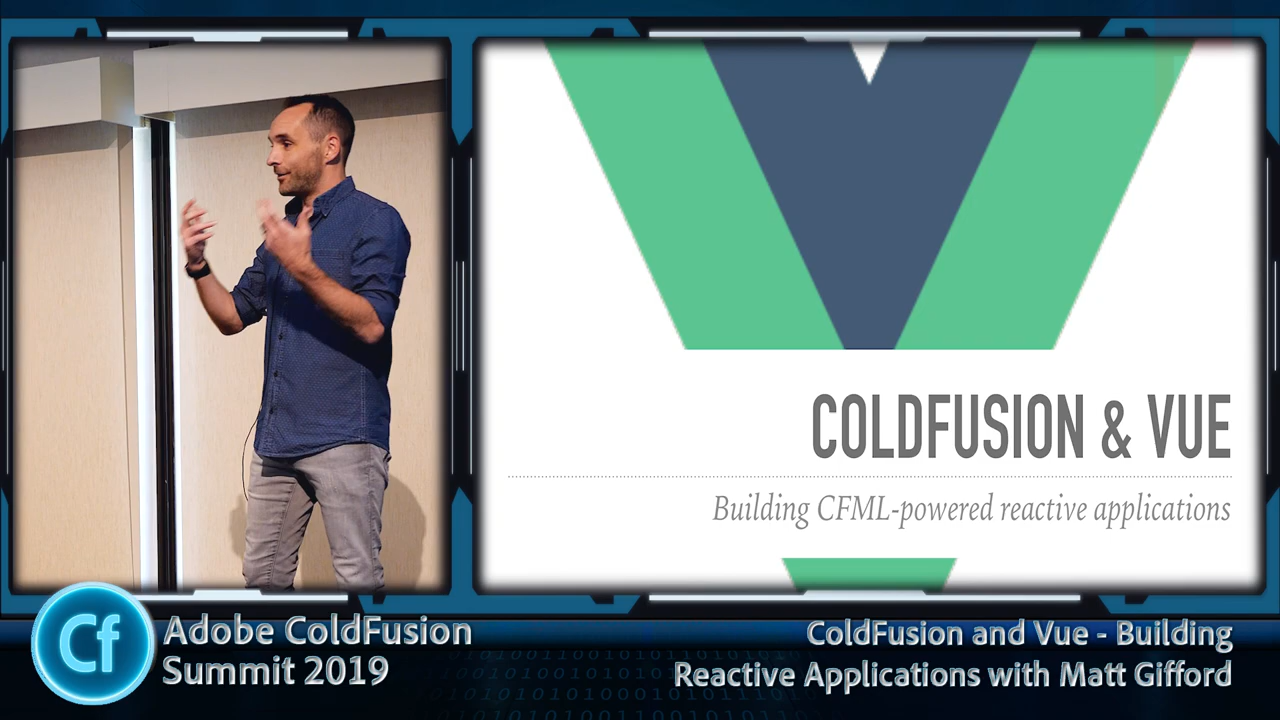 COLDFUSION & VUE
Building CFML-powered reactive applications
Cf
Adobe ColdFusion
Summit 2019
ColdFusion and Vue - Building
Reactive Applications with Matt Gifford